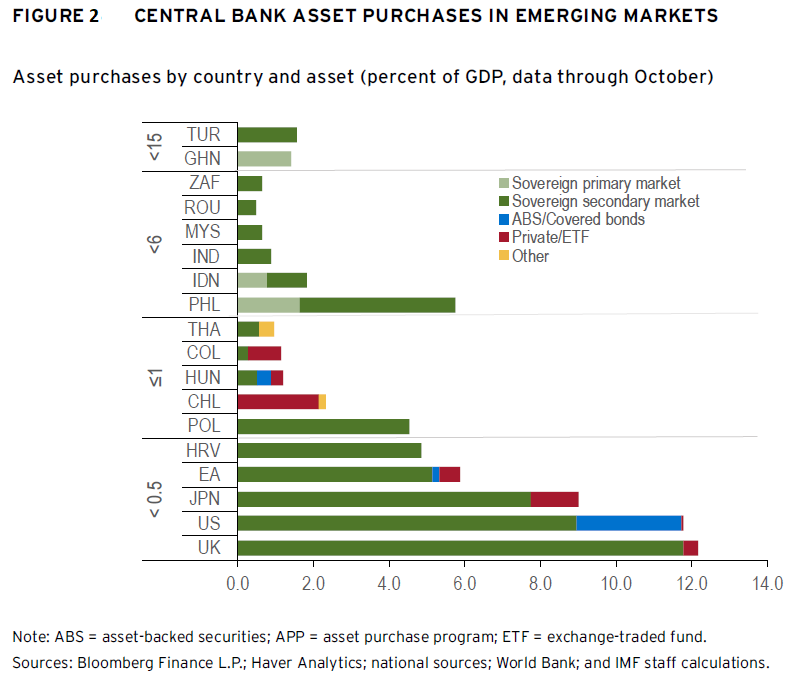 FIGURE 2 CENTRAL BANK ASSET PURCHASES IN EMERGING MARKETS
Asset purchases by country and asset (percent of GDP, data through October)
<15
TUR
GHN
<6
ZAF
ROU
MYS
IND
IDN
PHL
≤1
THA
COL
HUN
CHL
POL
< 0.5
HRV
EA
JPN
US
UK
Sovereign primary market
Sovereign secondary market
ABS/Covered bonds
Private/ETF
Other
0.0 2.0 4.0 6.0 8.0 10.0 12.0 14.0
Note: ABS = asset-backed securities; APP = asset purchase program; ETF = exchange-traded fund.
Sources: Bloomberg Finance L.P.; Haver Analytics; national sources; World Bank; and IMF staff calculations.